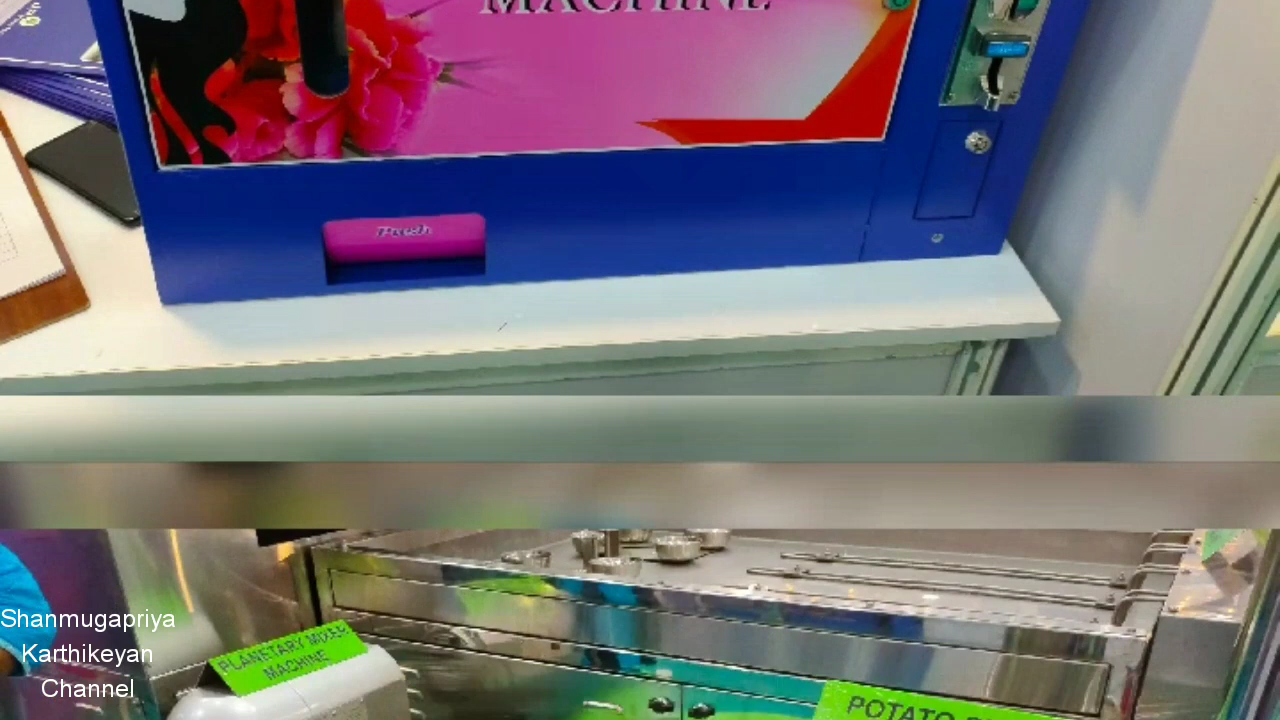 MACHINE
Push
PLANETARY MIXER
MACHINE
POTATO
Shanmugapriya
Karthikeyan
Channel